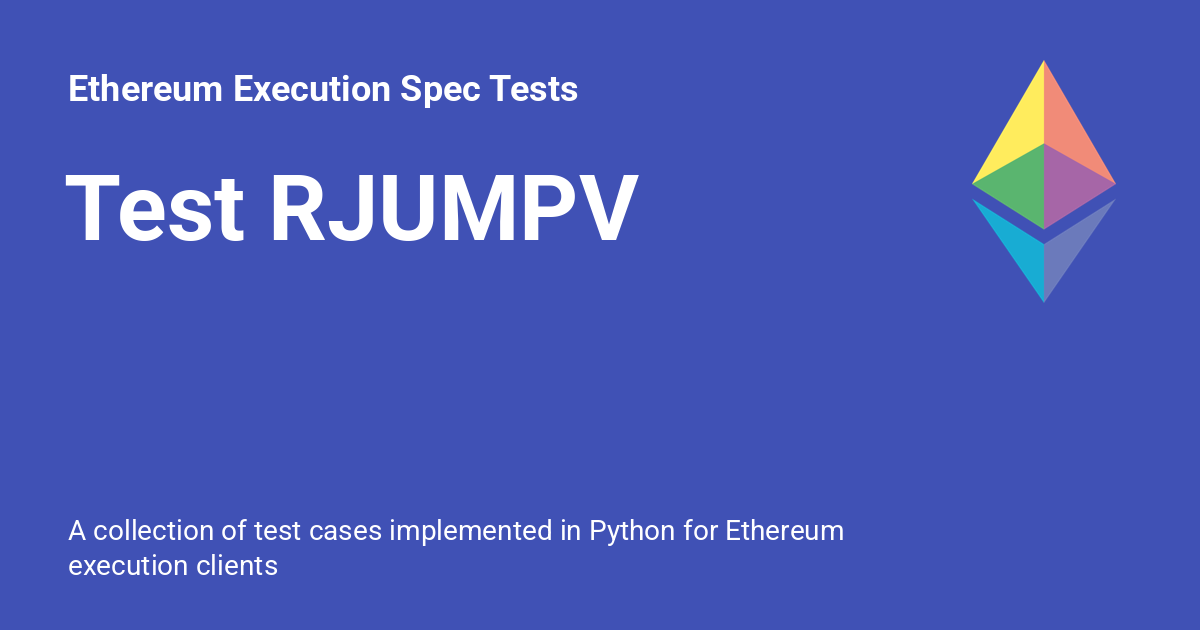 Ethereum Execution Spec Tests
Test RJUMPV
A collection of test cases implemented in Python for Ethereum
execution clients